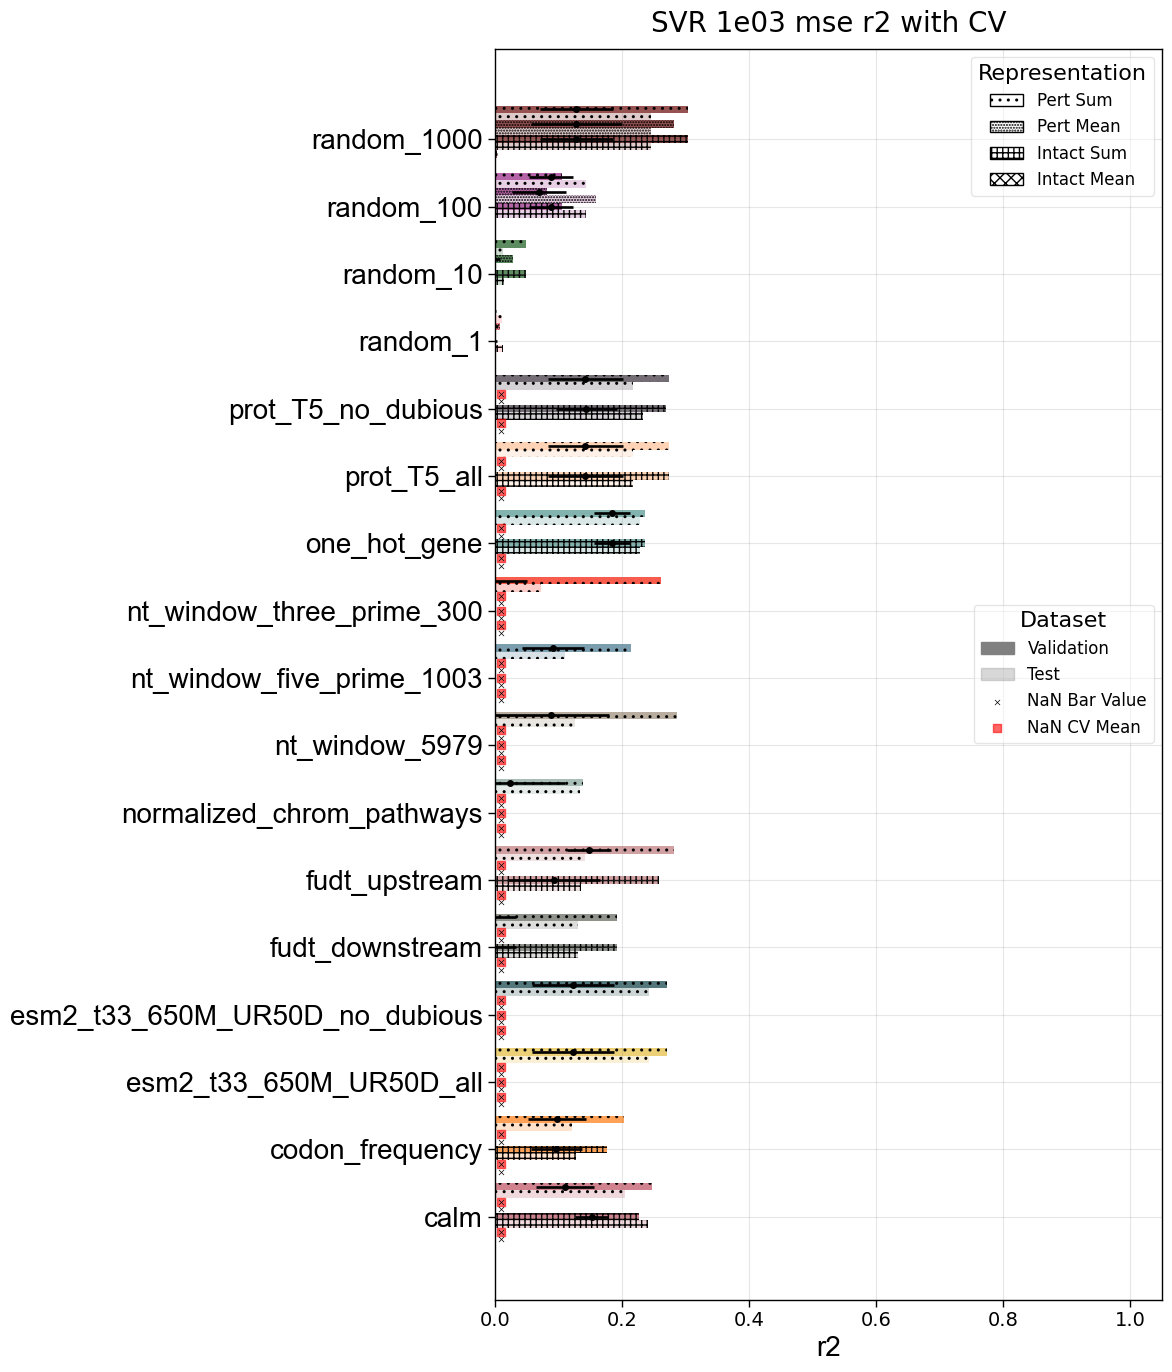 SVR 1e03 mse r2 with CV
Representation
Pert Sum
Pert Mean
Intact Sum
Intact Mean
random_1000
random_100
random_10
random_1
prot_T5_no_dubious
prot_T5_all
one_hot_gene
nt_window_three_prime_300
nt_window_five_prime_1003
nt_window_5979
normalized_chrom_pathways
fudt_upstream
fudt_downstream
esm2_t33_650M_UR50D_no_dubious
esm2_t33_650M_UR50D_all
codon_frequency
calm
Dataset
Validation
Test
NaN Bar Value
NaN CV Mean
0.0 0.2 0.4 0.6 0.8 1.0
r2